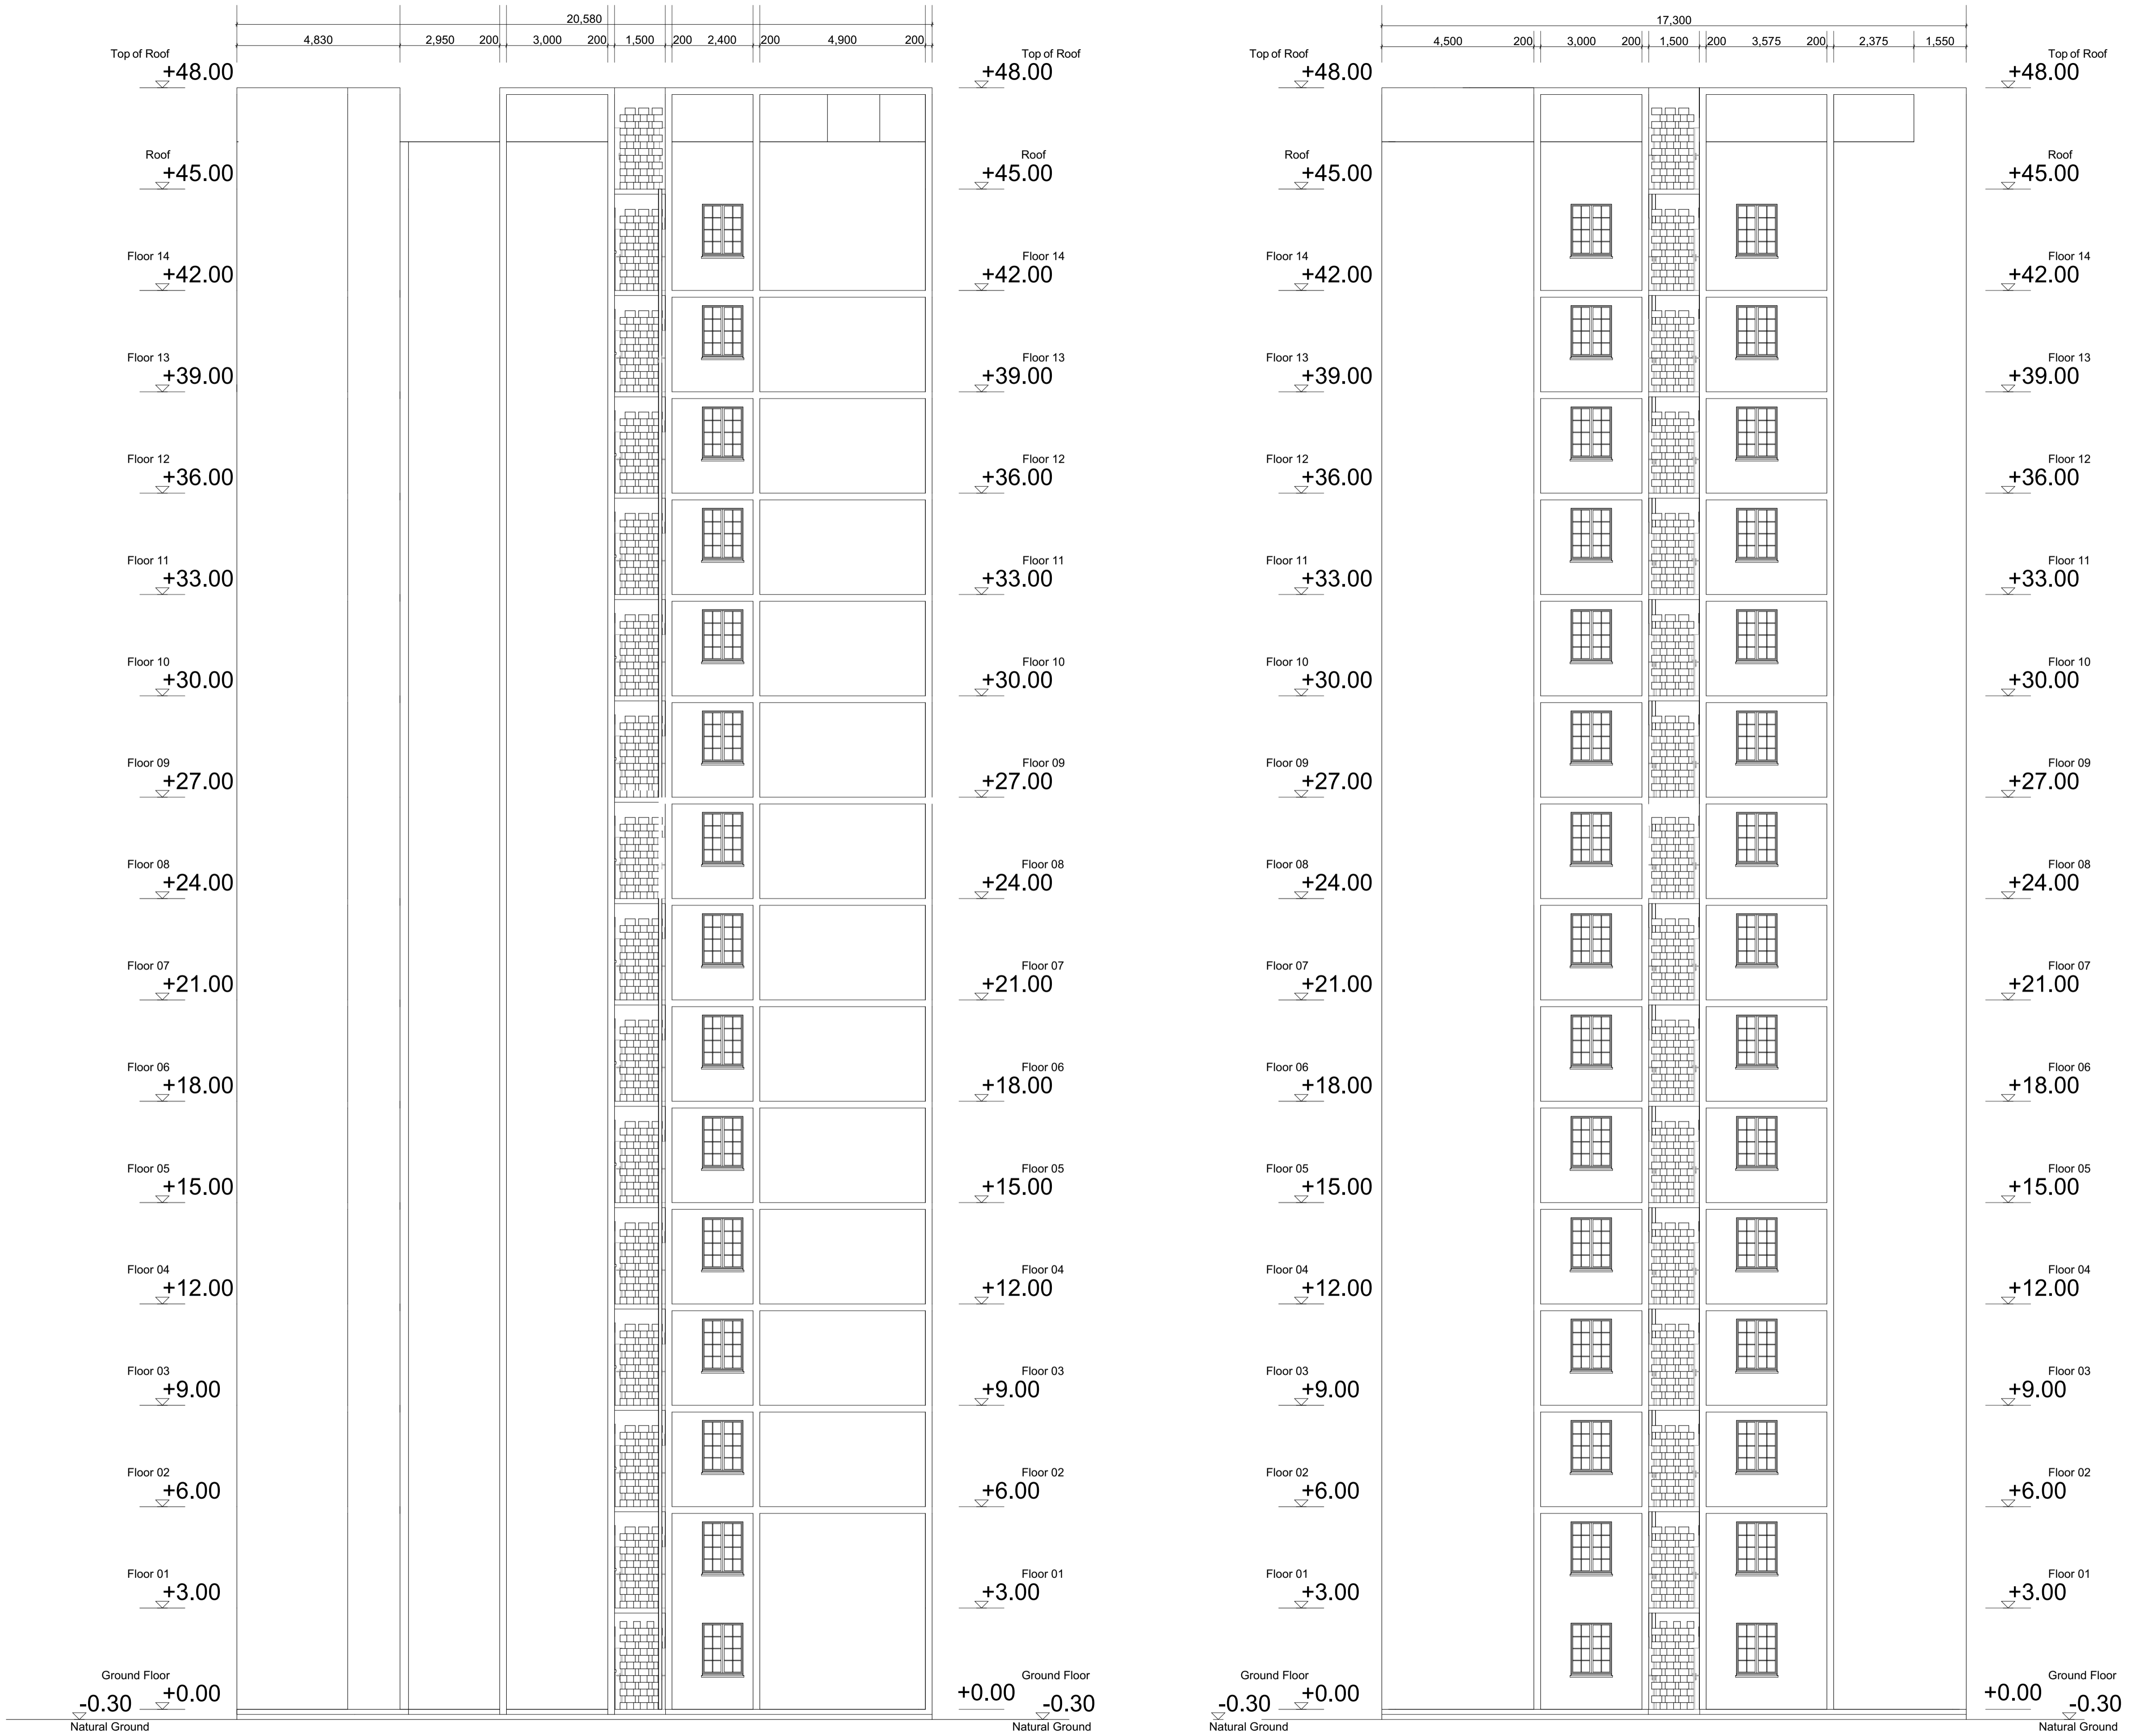 20,580 17,300
4,830 2,950 200 3,000 200 1,500 200 2,400 200 4,900 200 4,500 200 3,000 200 1,500 200 3,575 200 2,375 1,550
Top of Roof Top of Roof Top of Roof Top of Roof
+48.00 +48.00 +48.00 +48.00
Roof Roof Roof Roof
+45.00 +45.00 +45.00 +45.00
Floor 14 Floor 14 Floor 14 Floor 14
+42.00 +42.00 +42.00 +42.00
Floor 13 Floor 13 Floor 13 Floor 13
+39.00 +39.00 +39.00 +39.00
Floor 12 Floor 12 Floor 12 Floor 12
+36.00 +36.00 +36.00 +36.00
Floor 11 Floor 11 Floor 11 Floor 11
+33.00 +33.00 +33.00 +33.00
Floor 10 Floor 10 Floor 10 Floor 10
+30.00 +30.00 +30.00 +30.00
Floor 09 Floor 09 Floor 09 Floor 09
+27.00 +27.00 +27.00 +27.00
Floor 08 Floor 08 Floor 08 Floor 08
+24.00 +24.00 +24.00 +24.00
Floor 07 Floor 07 Floor 07 Floor 07
+21.00 +21.00 +21.00 +21.00
Floor 06 Floor 06 Floor 06 Floor 06
+18.00 +18.00 +18.00 +18.00
Floor 05 Floor 05 Floor 05 Floor 05
+15.00 +15.00 +15.00 +15.00
Floor 04 Floor 04 Floor 04 Floor 04
+12.00 +12.00 +12.00 +12.00
Floor 03 Floor 03 Floor 03 Floor 03
+9.00 +9.00 +9.00 +9.00
Floor 02 Floor 02 Floor 02 Floor 02
+6.00 +6.00 +6.00 +6.00
Floor 01 Floor 01 Floor 01 Floor 01
+3.00 +3.00 +3.00 +3.00
Ground Floor Ground Floor Ground Floor Ground Floor
-0.30 +0.00 +0.00 -0.30 -0.30 +0.00 +0.00 -0.30
Natural Ground Natural Ground Natural Ground Natural Ground